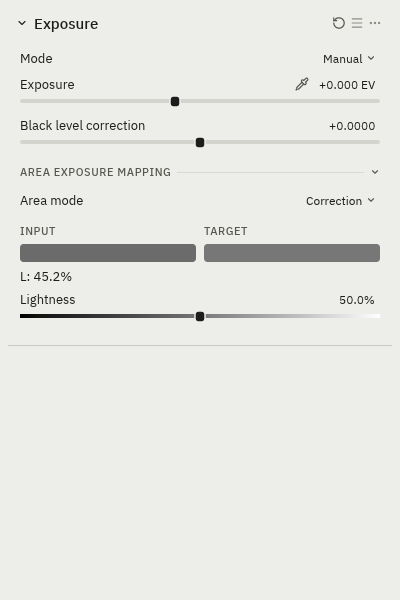 Exposure
Mode Manual
Exposure +0.000 EV
Black level correction +0.0000
AREA EXPOSURE MAPPING
Area mode Correction
INPUT TARGET
L: 45.2%
Lightness 50.0%